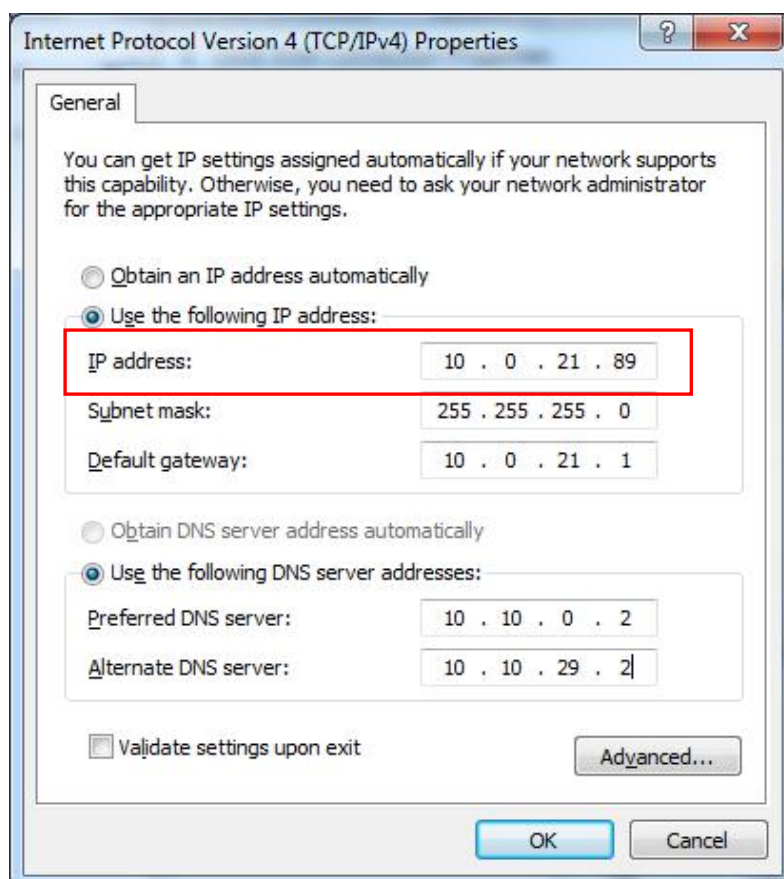 Internet Protocol Version 4 (TCP/IPv4) Properties
General
You can get IP settings assigned automatically if your network supports
this capability. Otherwise, you need to ask your network administrator
for the appropriate IP settings.
Obtain an IP address automatically
Use the following IP address:
IP address: 10 . 0 . 21 . 89
Subnet mask: 255 . 255 . 255 . 0
Default gateway: 10 . 0 . 21 . 1
Obtain DNS server address automatically
Use the following DNS server addresses:
Preferred DNS server: 10 . 10 . 0 . 2
Alternate DNS server: 10 . 10 . 29 . 2
Validate settings upon exit
Advanced...
OK Cancel